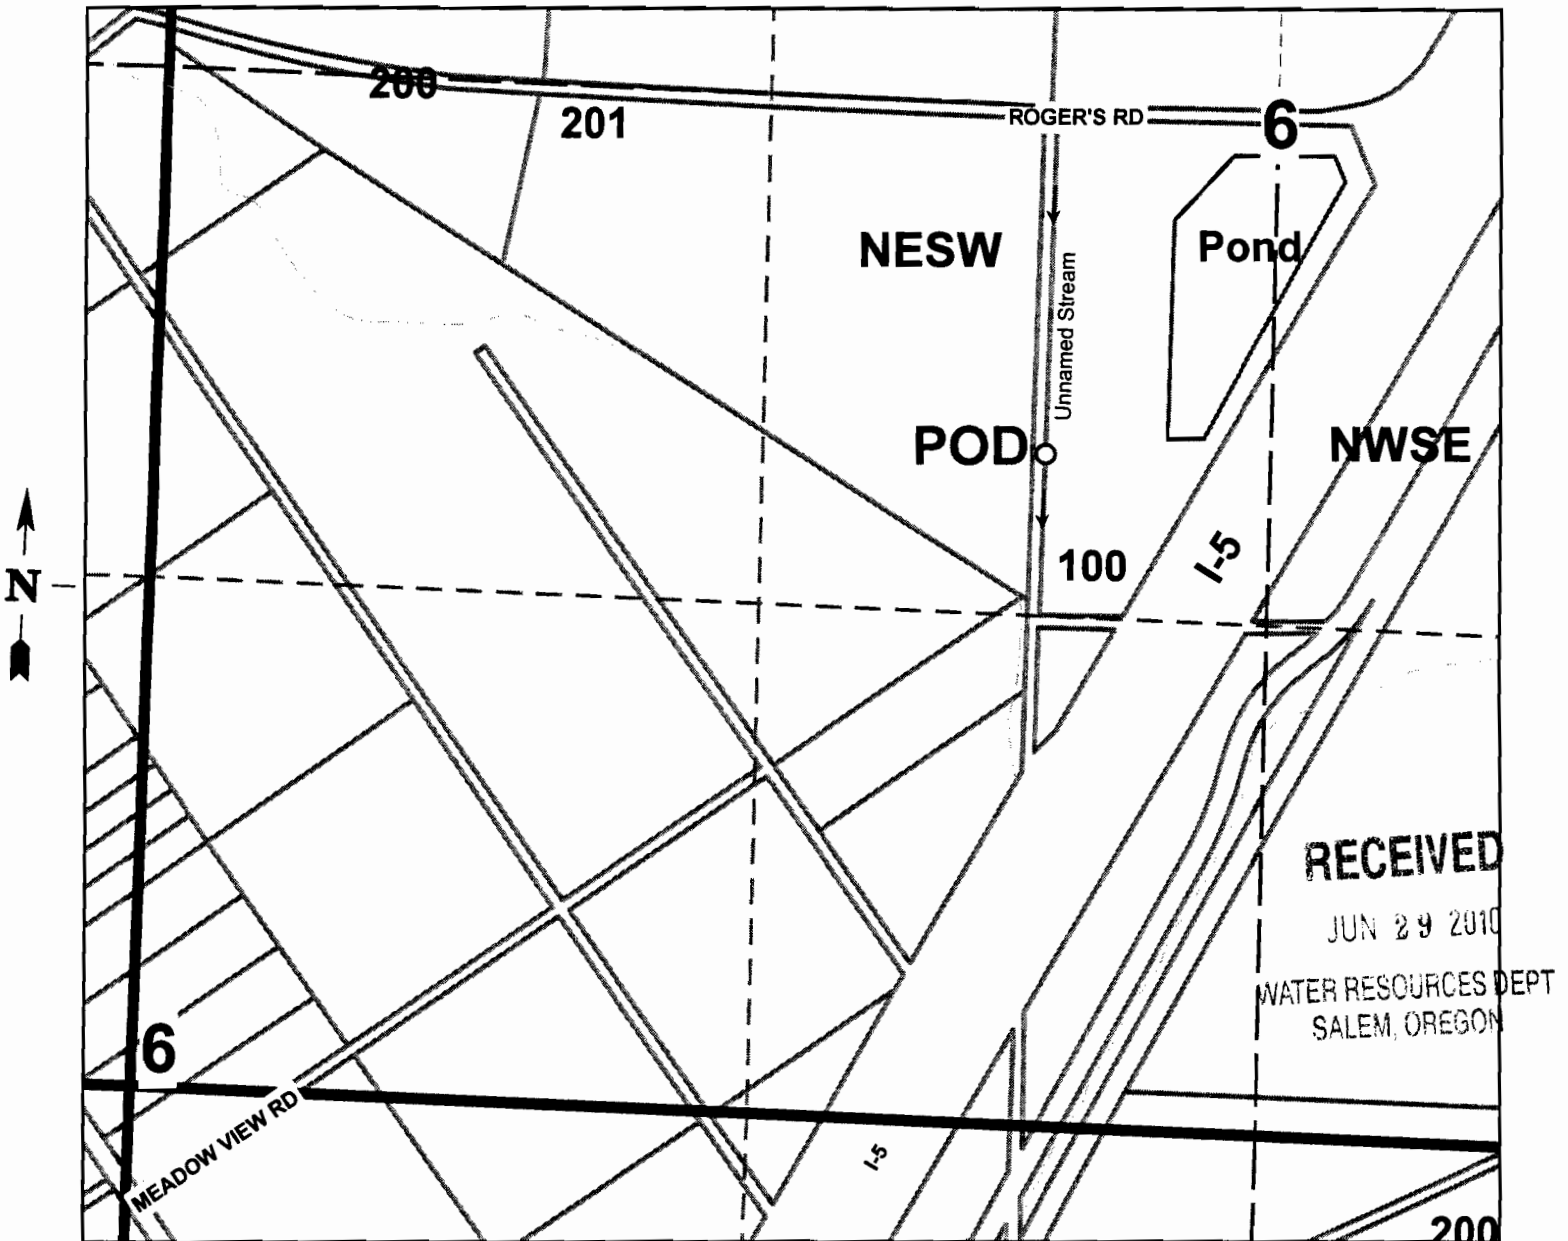 200
201
ROGER'S RD
6
NESW
Pond
Unnamed Stream
POD
NWSE
N
100
I-5
RECEIVED
JUN 29 2010
WATER RESOURCES DEPT
SALEM, OREGON
6
MEADOW VIEW RD
I-5
200